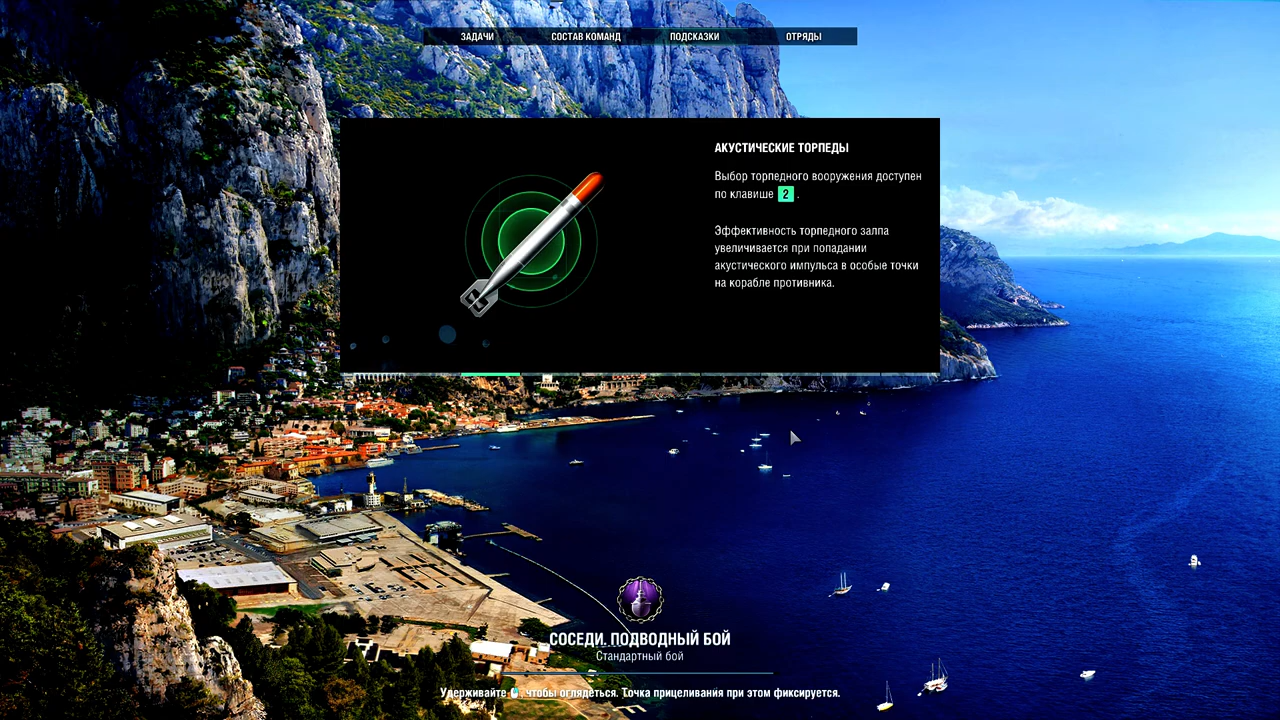 ЗАДАЧИ СОСТАВ КОМАНД ПОДСКАЗКИ ОТРЯДЫ
АКУСТИЧЕСКИЕ ТОРПЕДЫ
Выбор торпедного вооружения доступен
по клавише 2 .
Эффективность торпедного залпа
увеличивается при попадании
акустического импульса в особые точки
на корабле противника.
СОСЕДИ. ПОДВОДНЫЙ БОЙ
Стандартный бой
Удерживайте , чтобы оглядеться. Точка прицеливания при этом фиксируется.